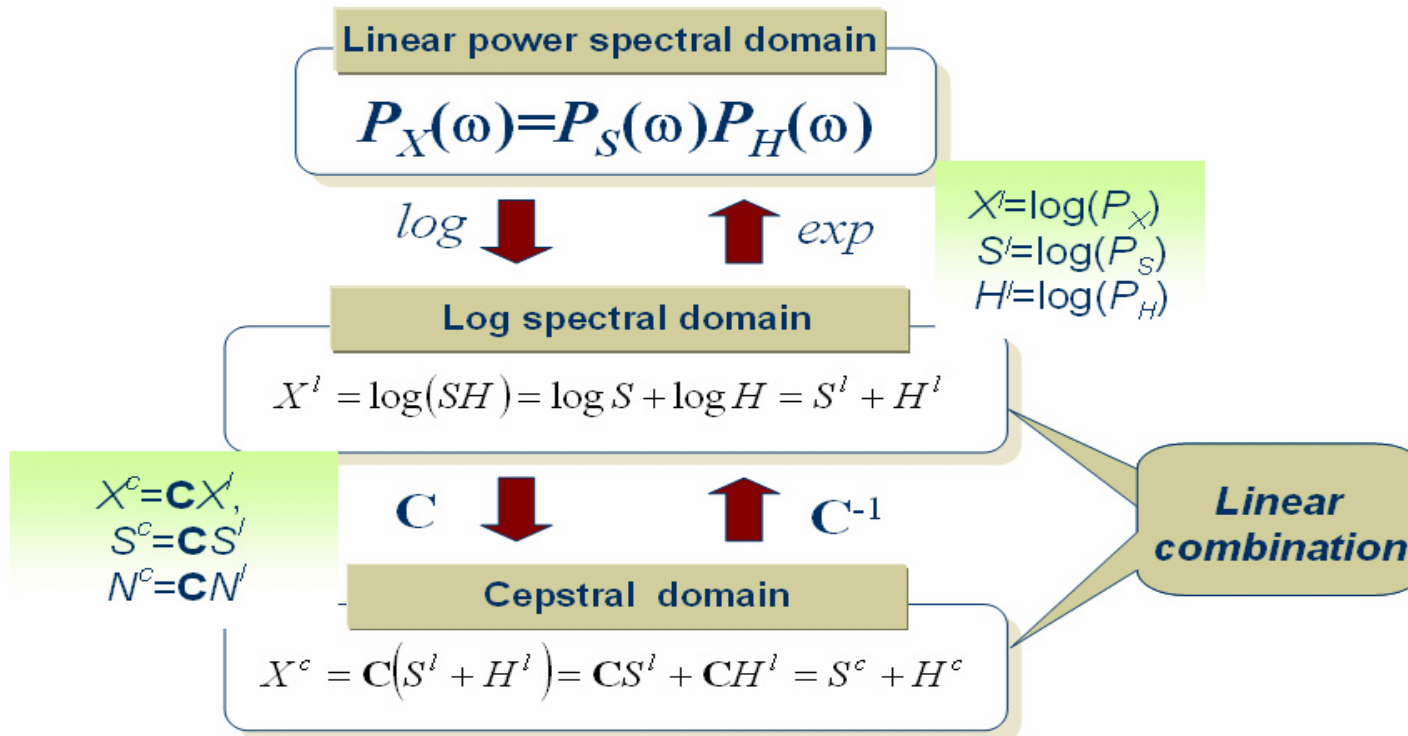 Linear power spectral domain
P_X(ω)=P_S(ω)P_H(ω)
log
exp
X^l=log(P_X)
S^l=log(P_S)
H^l=log(P_H)
Log spectral domain
X^l = log(SH) = log S + log H = S^l + H^l
X^c=CX^l,
S^c=CS^l
N^c=CN^l
C
C^-1
Linear
combination
Cepstral domain
X^c = C(S^l + H^l) = CS^l + CH^l = S^c + H^c